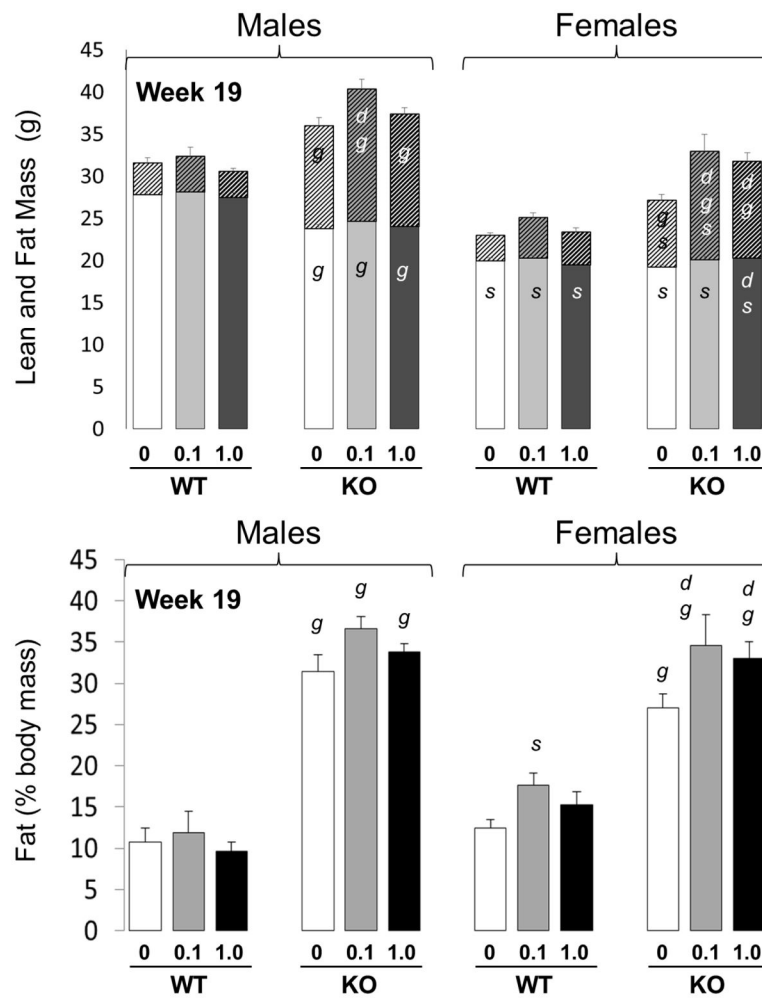 Males Females
Lean and Fat Mass (g)
45
Week 19
40
35
30
25
20
15
10
5
0
g d g g g s d g s d g
g g g s s s s s d s
0 0.1 1.0 0 0.1 1.0 0 0.1 1.0 0 0.1 1.0
WT KO WT KO
Males Females
Fat (% body mass)
45
Week 19
40
35
30
25
20
15
10
5
0
g g g s g d g d g
0 0.1 1.0 0 0.1 1.0 0 0.1 1.0 0 0.1 1.0
WT KO WT KO